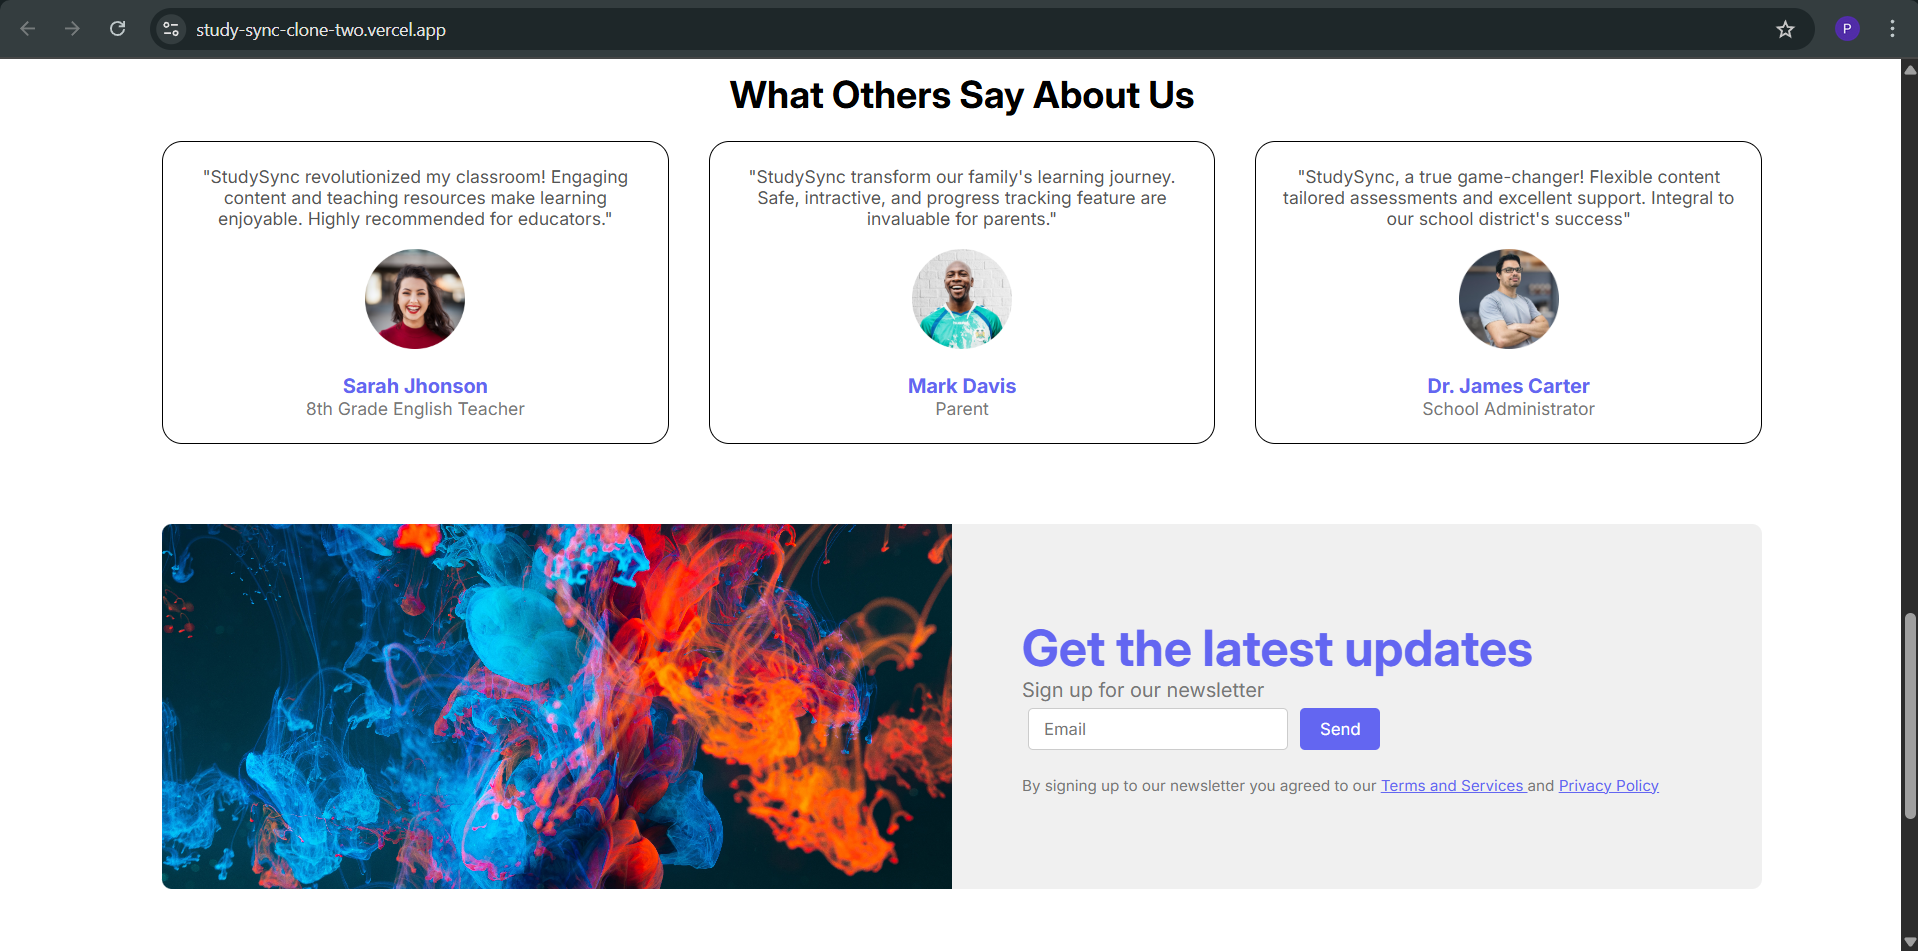 study-sync-clone-two.vercel.app
P
What Others Say About Us
"StudySync revolutionized my classroom! Engaging
content and teaching resources make learning
enjoyable. Highly recommended for educators."
Sarah Jhonson
8th Grade English Teacher
"StudySync transform our family's learning journey.
Safe, intractive, and progress tracking feature are
invaluable for parents."
Mark Davis
Parent
"StudySync, a true game-changer! Flexible content
tailored assessments and excellent support. Integral to
our school district's success"
Dr. James Carter
School Administrator
Get the latest updates
Sign up for our newsletter
Email
Send
By signing up to our newsletter you agreed to our Terms and Services and Privacy Policy